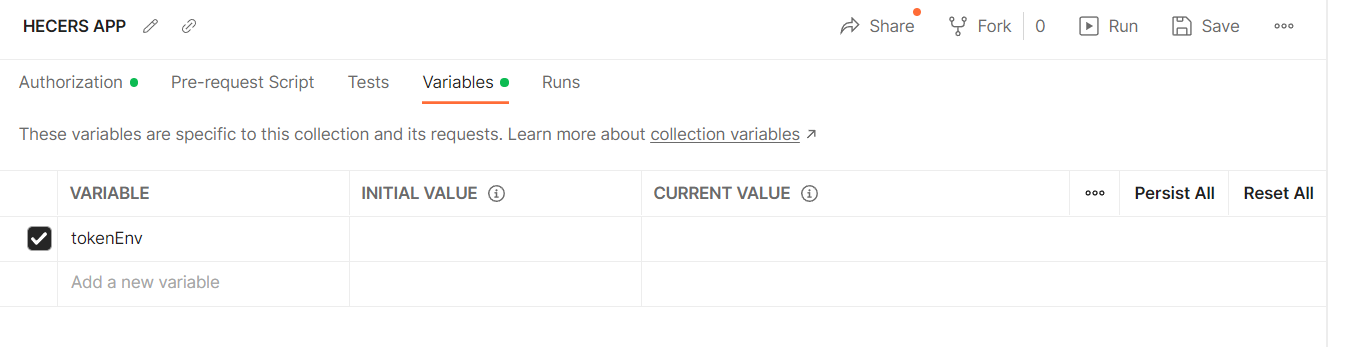 HECERS APP Share Fork 0 Run Save
Authorization Pre-request Script Tests Variables Runs
These variables are specific to this collection and its requests. Learn more about collection variables ↗
VARIABLE INITIAL VALUE CURRENT VALUE Persist All Reset All
tokenEnv
Add a new variable